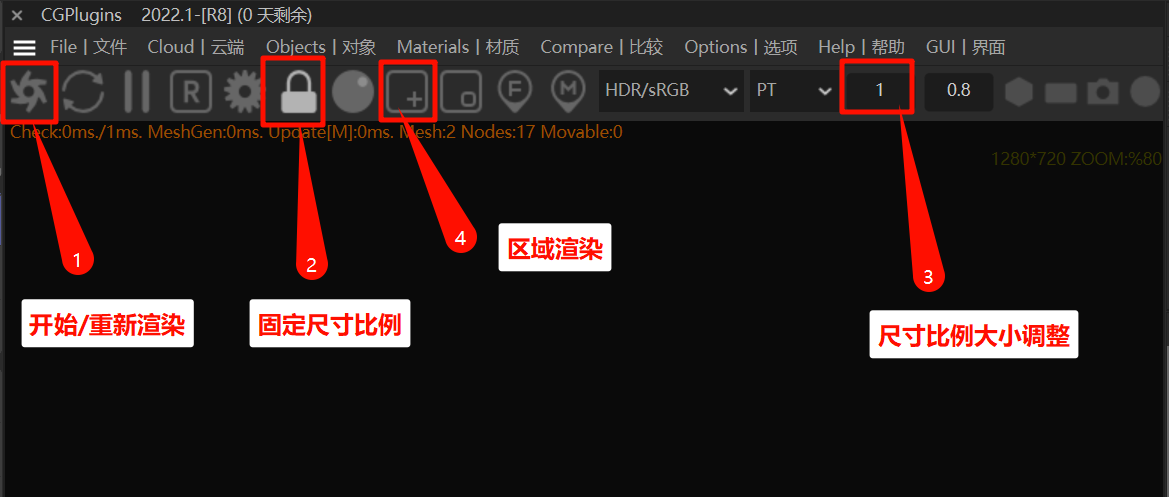 CGPlugins 2022.1-[R8] (0 天剩余)
File | 文件 Cloud | 云端 Objects | 对象 Materials | 材质 Compare | 比较 Options | 选项 Help | 帮助 GUI | 界面
R F M HDR/sRGB PT 1 0.8
Check:0ms./1ms. MeshGen:0ms. Update[M]:0ms. Mesh:2 Nodes:17 Movable:0
1280*720 ZOOM:%80
1
开始/重新渲染
2
固定尺寸比例
4
区域渲染
3
尺寸比例大小调整